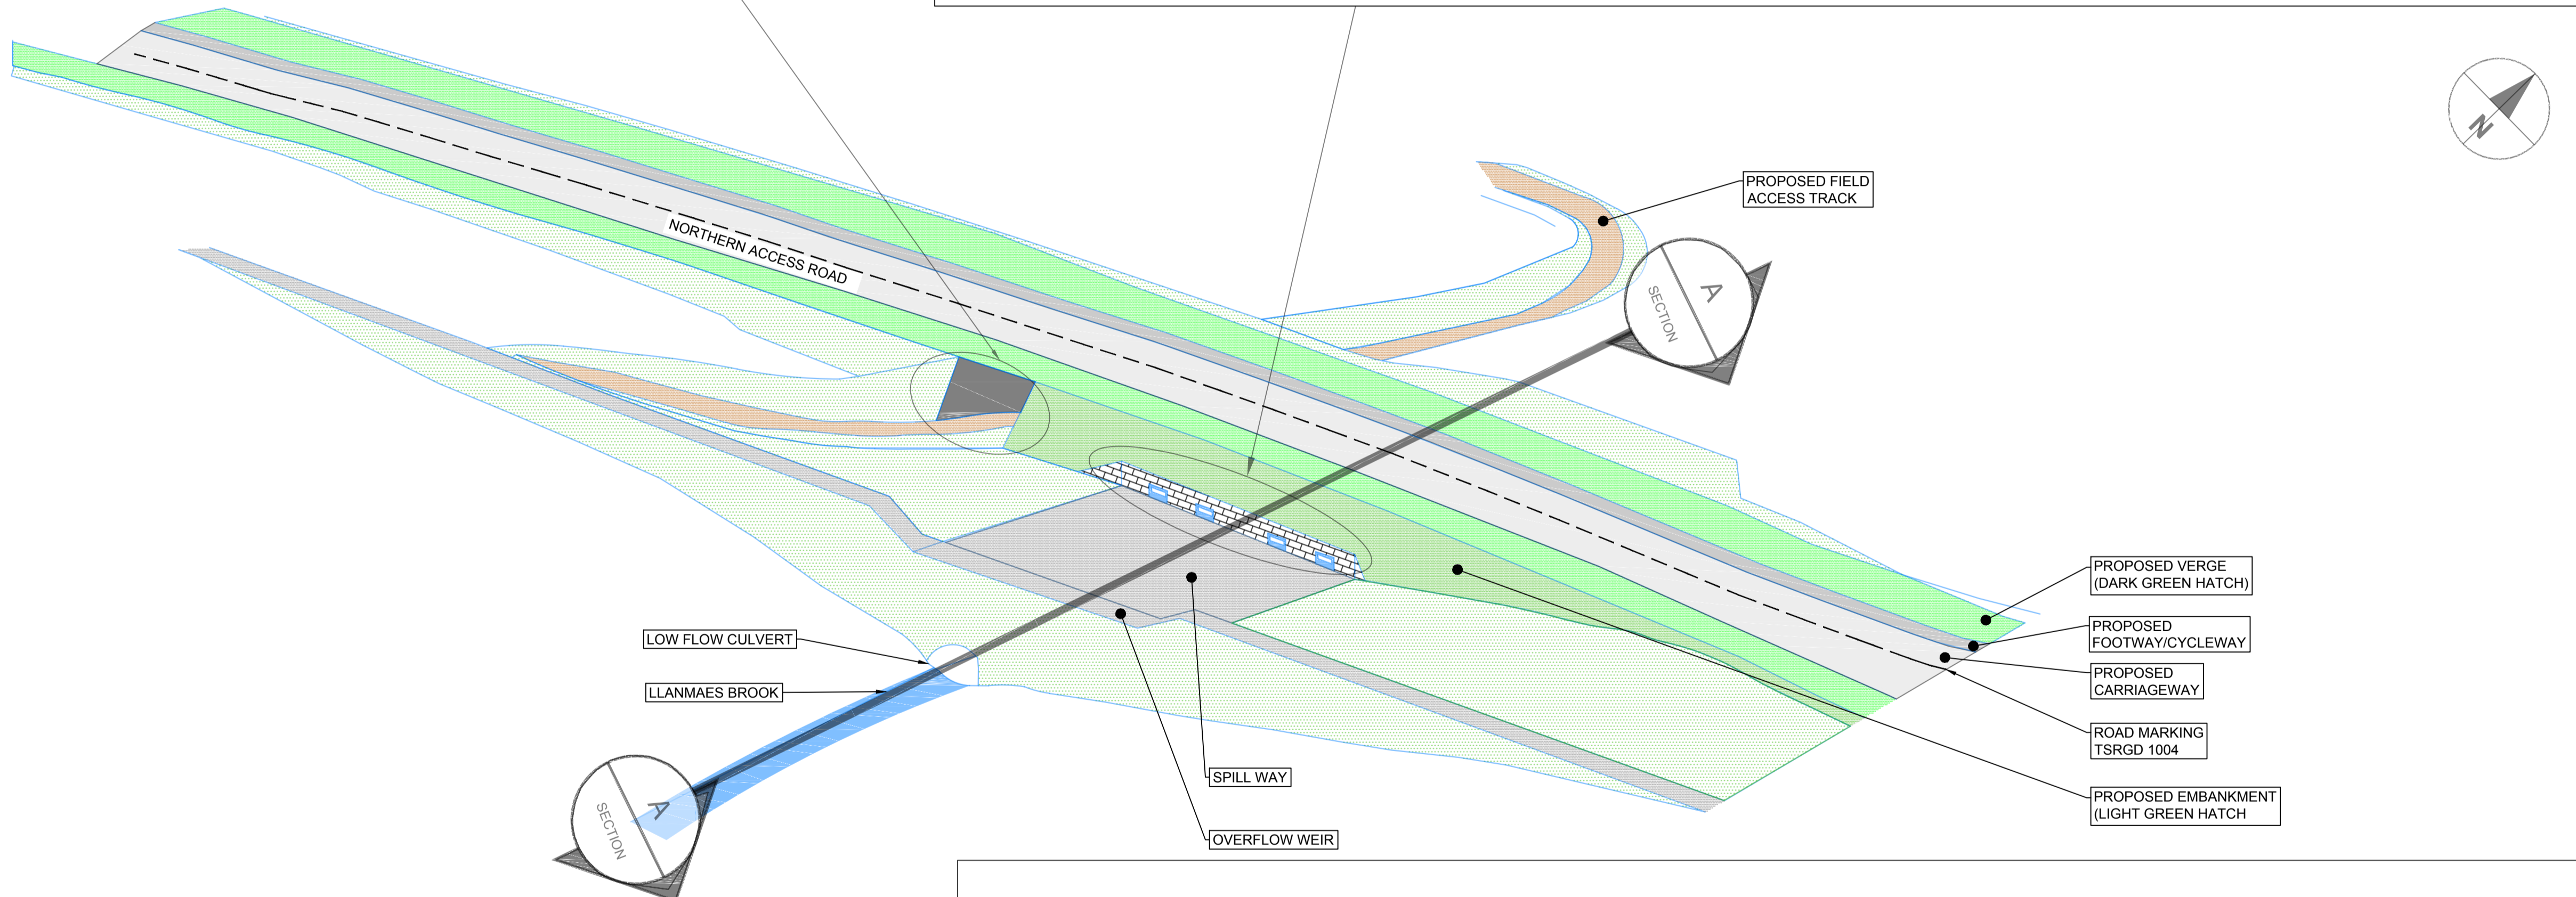 N
PROPOSED FIELD
ACCESS TRACK
NORTHERN ACCESS ROAD
A
SECTION
PROPOSED VERGE
(DARK GREEN HATCH)
PROPOSED
FOOTWAY/CYCLEWAY
LOW FLOW CULVERT
PROPOSED
CARRIAGEWAY
LLANMAES BROOK
ROAD MARKING
TSRGD 1004
SPILL WAY
PROPOSED EMBANKMENT
(LIGHT GREEN HATCH
A
SECTION
OVERFLOW WEIR